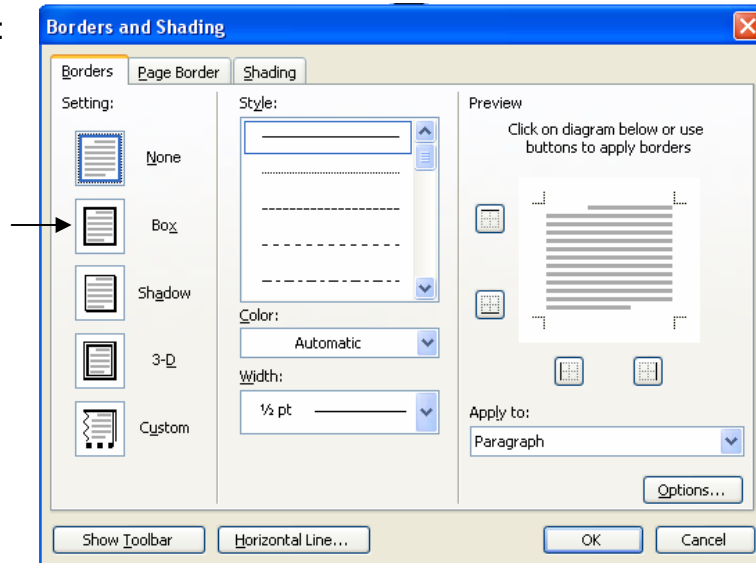 :
Borders and Shading
Borders Page Border Shading
Setting:
None
Box
Shadow
3-D
Custom
Style:
Color:
Automatic
Width:
½ pt
Preview
Click on diagram below or use
buttons to apply borders
Apply to:
Paragraph
Options...
Show Toolbar Horizontal Line... OK Cancel